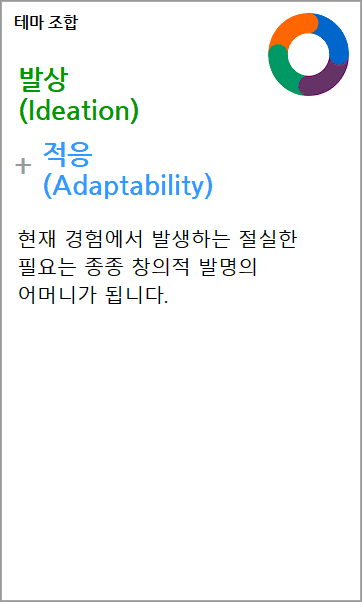 테마 조합
발상
(Ideation)
+ 적응
(Adaptability)
현재 경험에서 발생하는 절실한
필요는 종종 창의적 발명의
어머니가 됩니다.